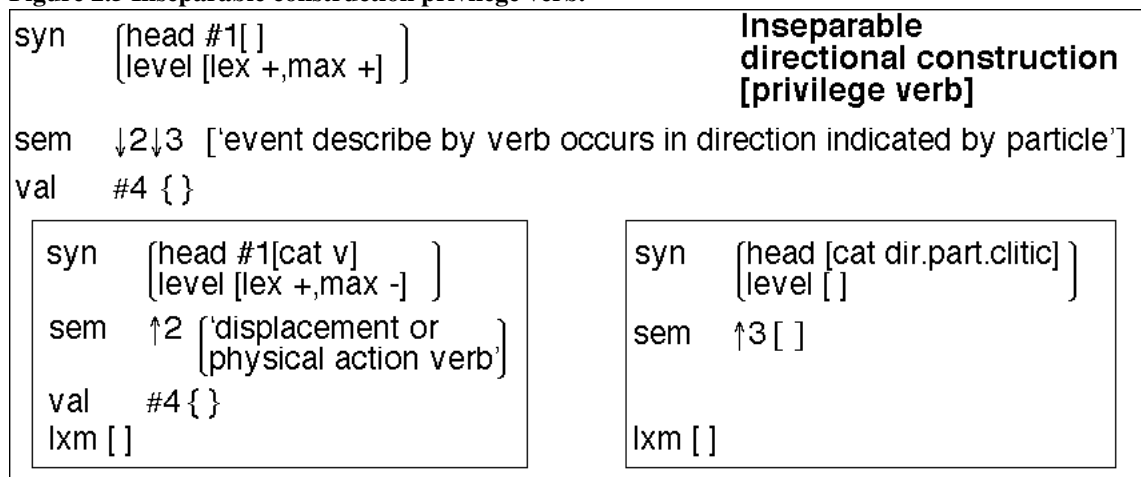 Figure Inseparable construction privilege verb.
syn [head #1[ ]
level [lex +,max +] ]
Inseparable
directional construction
[privilege verb]
sem ↓2↓3 ['event describe by verb occurs in direction indicated by particle']
val #4 { }
syn [head #1[cat v]
level [lex +,max -] ]
sem ↑2 ['displacement or
physical action verb']
val #4 { }
lxm [ ]
syn [head [cat dir.part.clitic]
level [ ] ]
sem ↑3 [ ]
lxm [ ]